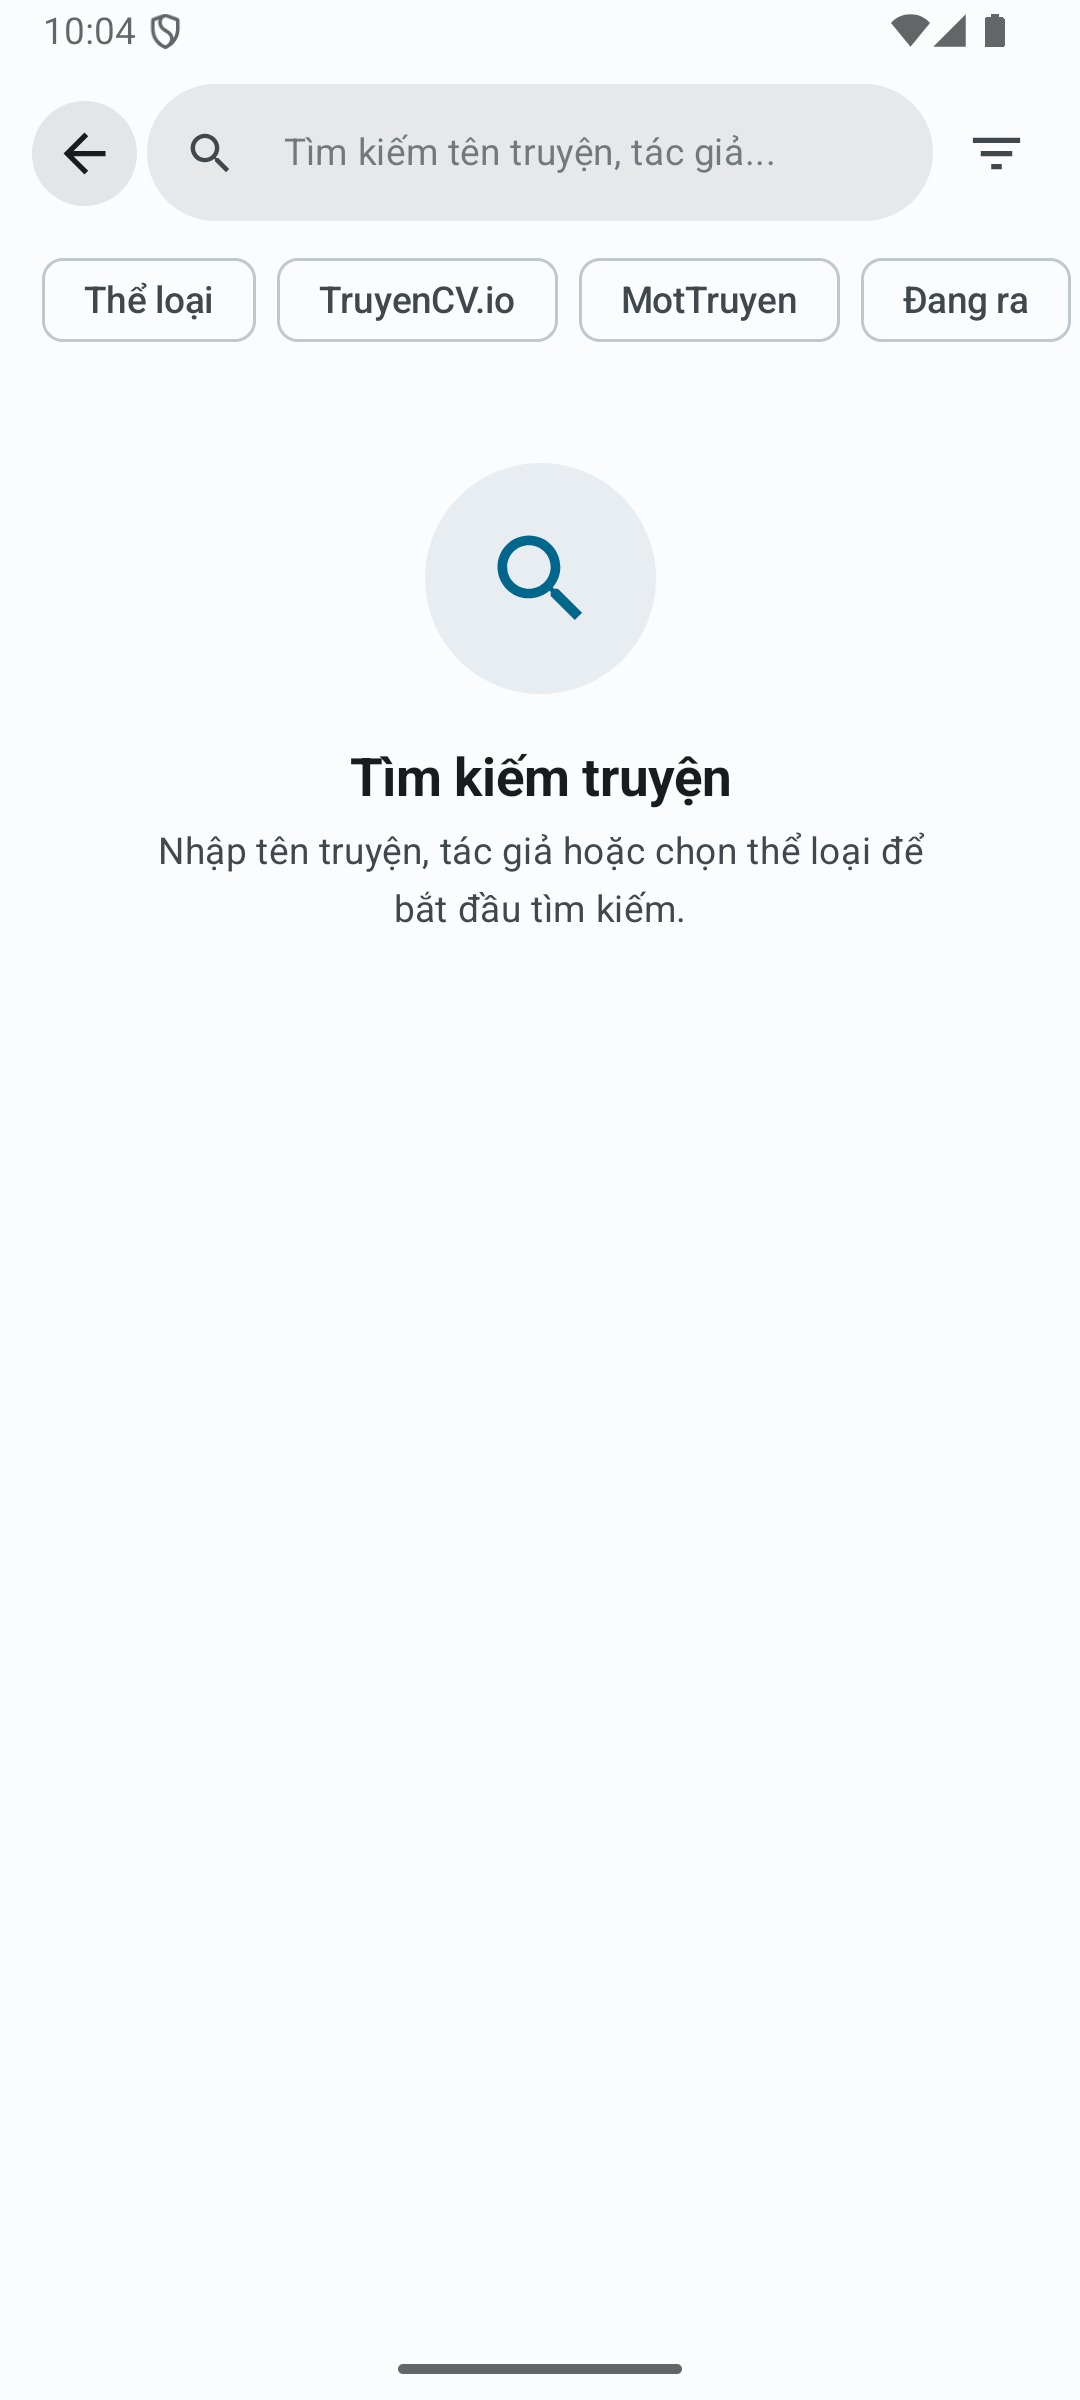 10:04
Tìm kiếm tên truyện, tác giả...
Thể loại
TruyenCV.io
MotTruyen
Đang ra
Tìm kiếm truyện
Nhập tên truyện, tác giả hoặc chọn thể loại để
bắt đầu tìm kiếm.